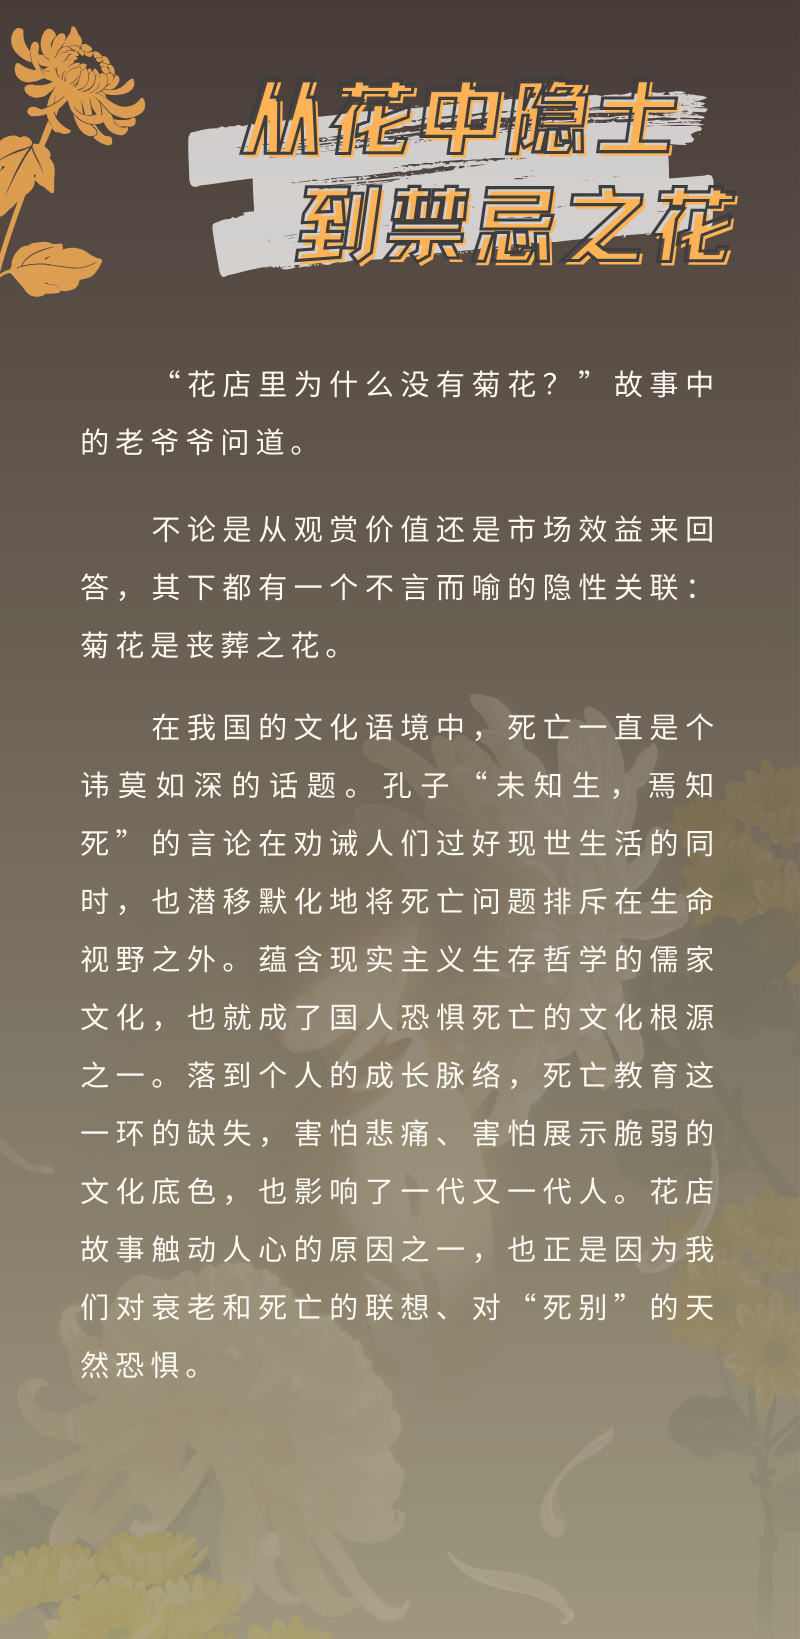 从花中隐士
到禁忌之花
“花店里为什么没有菊花？”故事中
的老爷爷问道。
不论是从观赏价值还是市场效益来回
答，其下都有一个不言而喻的隐性关联：
菊花是丧葬之花。
在我国的文化语境中，死亡一直是个
讳莫如深的话题。孔子“未知生，焉知
死”的言论在劝诫人们过好现世生活的同
时，也潜移默化地将死亡问题排斥在生命
视野之外。蕴含现实主义生存哲学的儒家
文化，也就成了国人恐惧死亡的文化根源
之一。落到个人的成长脉络，死亡教育这
一环的缺失，害怕悲痛、害怕展示脆弱的
文化底色，也影响了一代又一代人。花店
故事触动人心的原因之一，也正是因为我
们对衰老和死亡的联想、对“死别”的天
然恐惧。